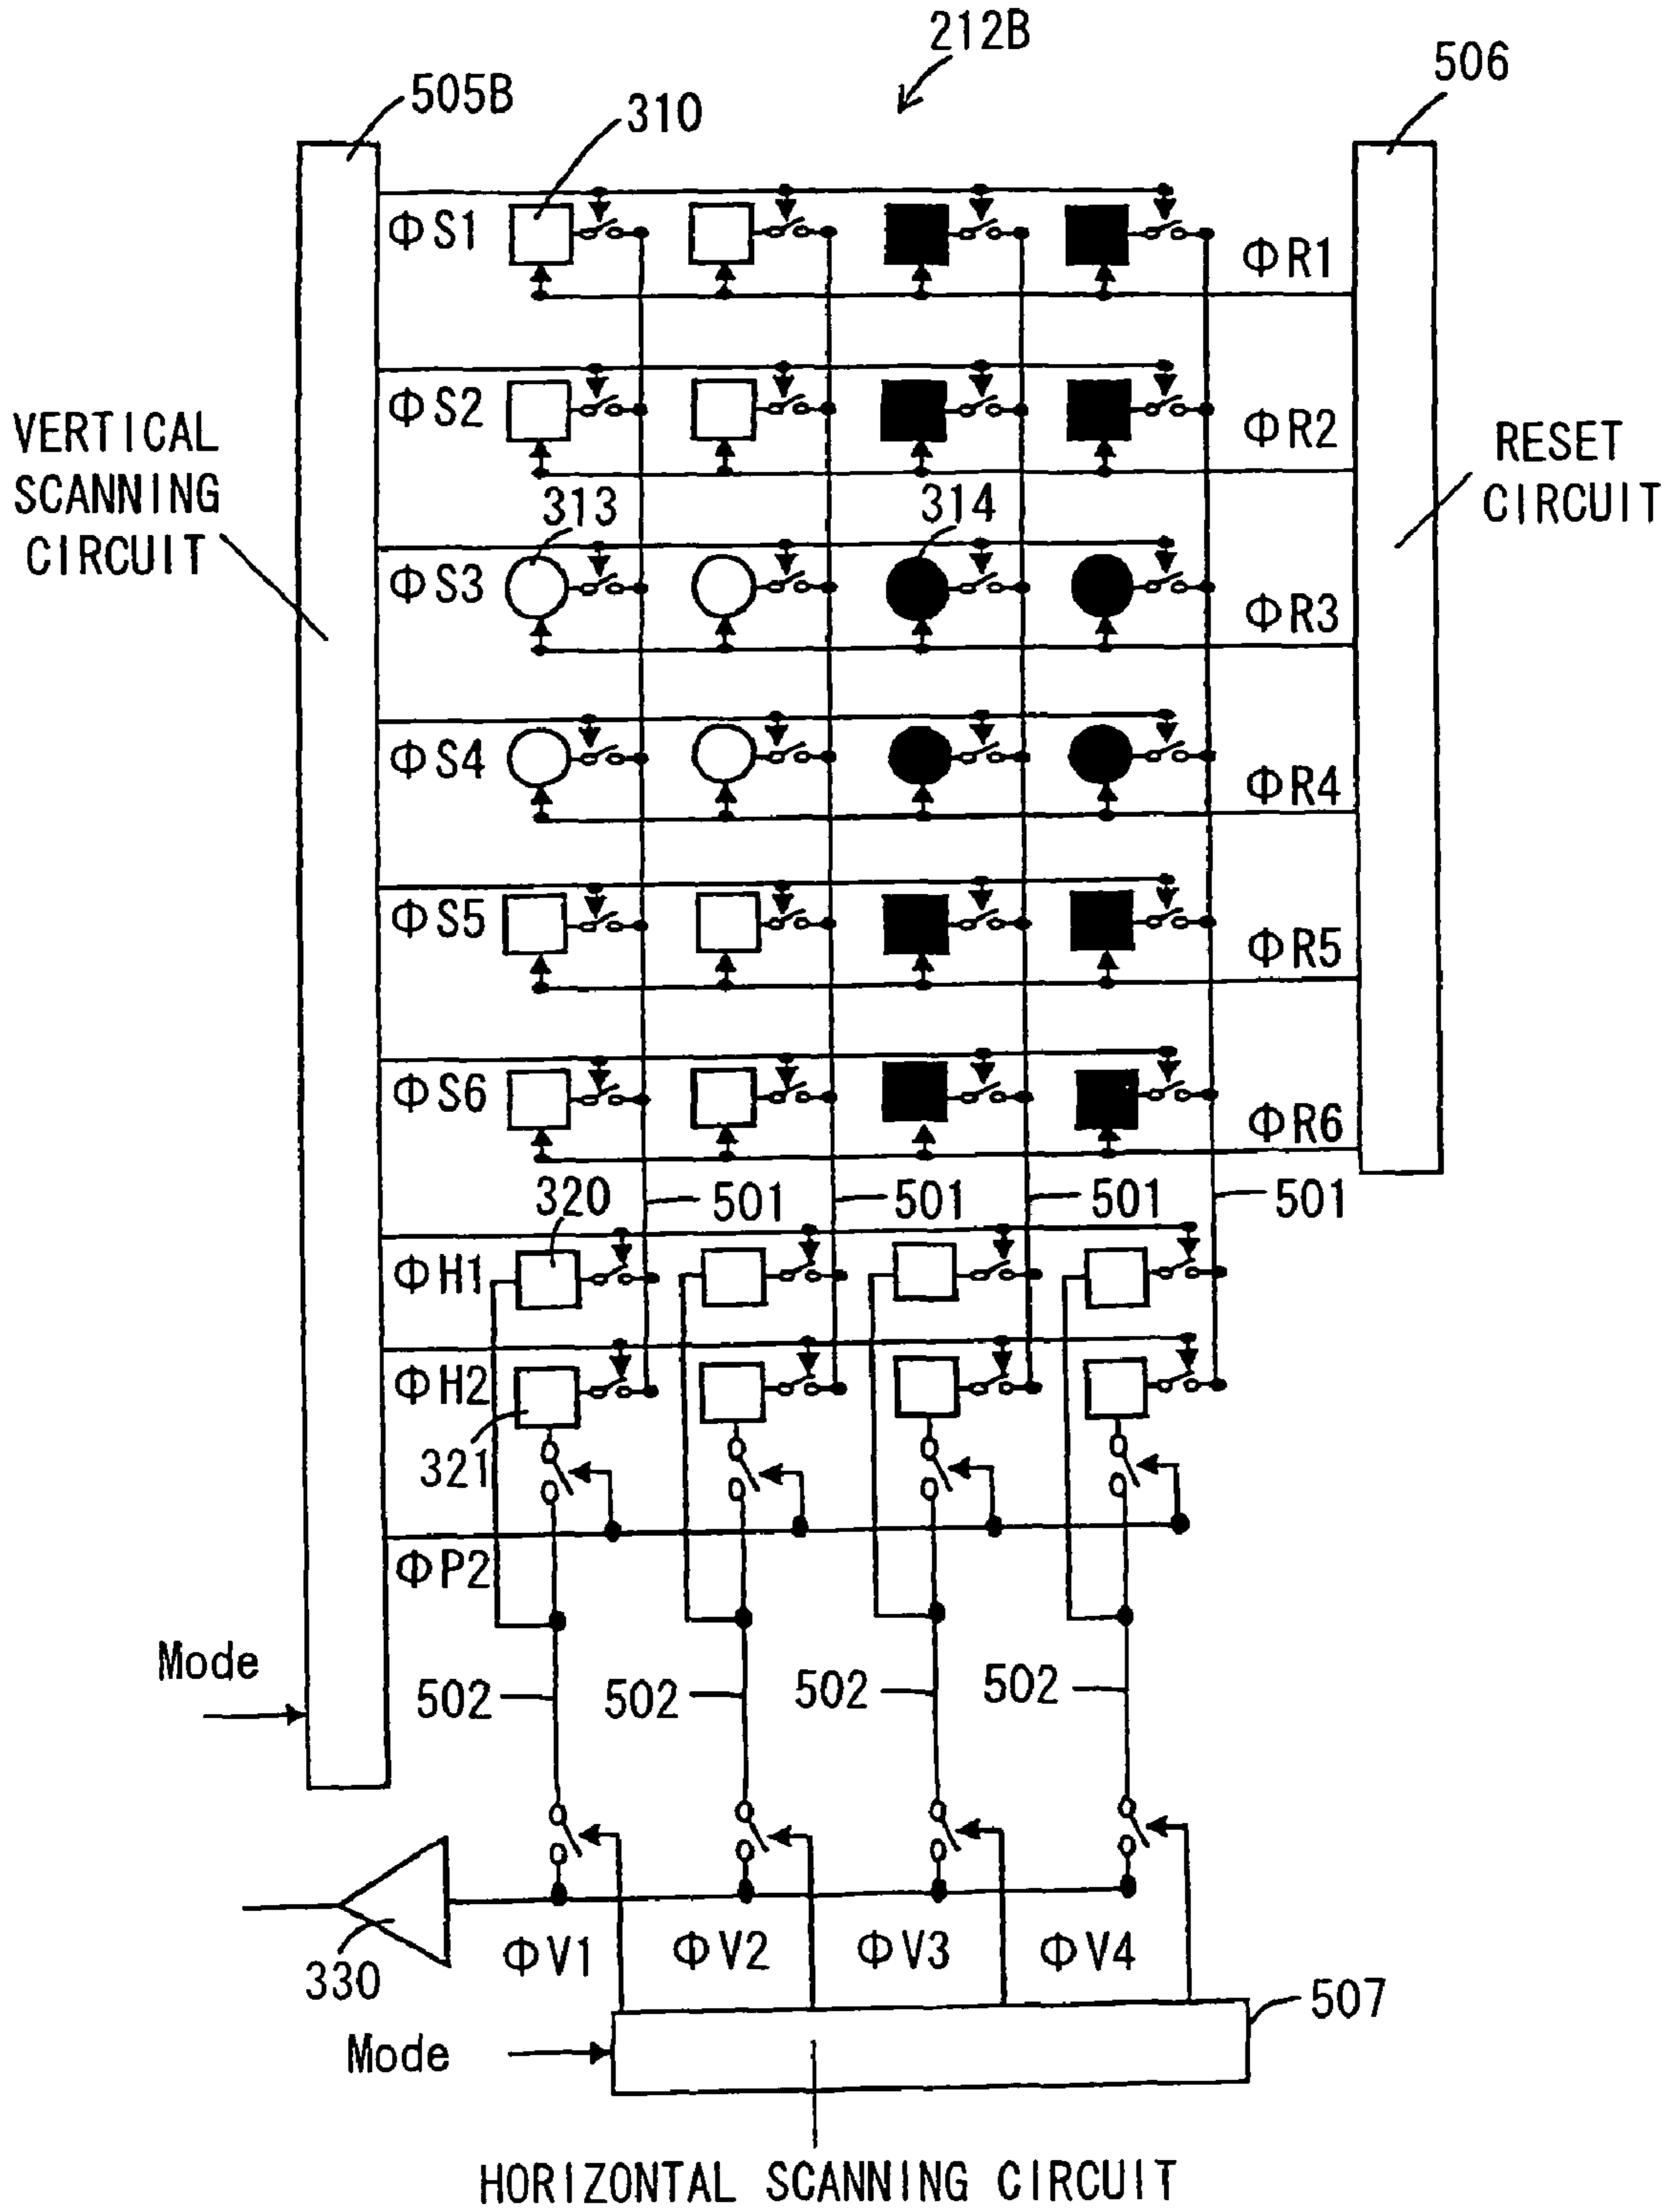 212B
506
505B
310
ΦS1
ΦR1
ΦS2
ΦR2
VERTICAL
SCANNING
CIRCUIT
RESET
CIRCUIT
313
314
ΦS3
ΦR3
ΦS4
ΦR4
ΦS5
ΦR5
ΦS6
ΦR6
320
501
501
501
501
ΦH1
ΦH2
321
ΦP2
Mode
502
502
502
502
330
ΦV1
ΦV2
ΦV3
ΦV4
507
Mode
HORIZONTAL SCANNING CIRCUIT